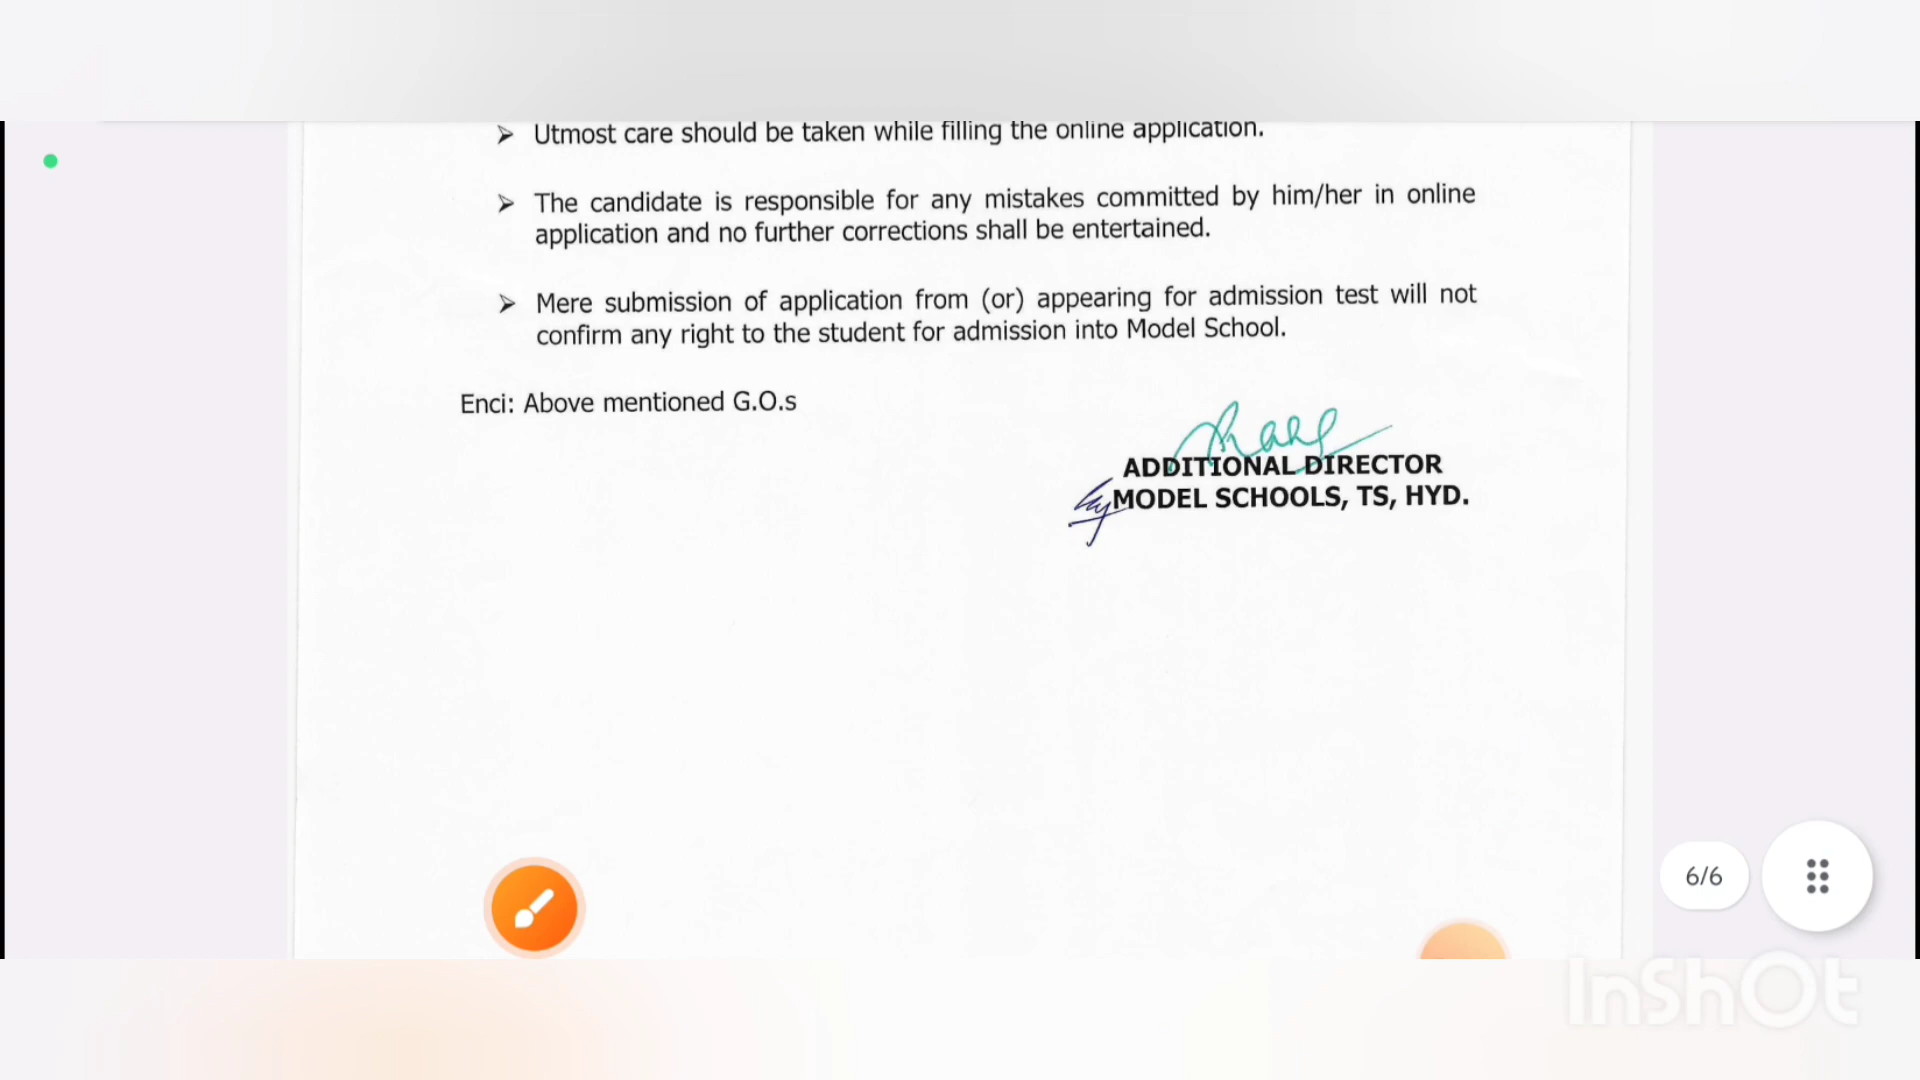 ➢ Utmost care should be taken while filling the online application.
➢ The candidate is responsible for any mistakes committed by him/her in online
application and no further corrections shall be entertained.
➢ Mere submission of application from (or) appearing for admission test will not
confirm any right to the student for admission into Model School.
Enci: Above mentioned G.O.s
ADDITIONAL DIRECTOR
MODEL SCHOOLS, TS, HYD.
6/6
InShOt